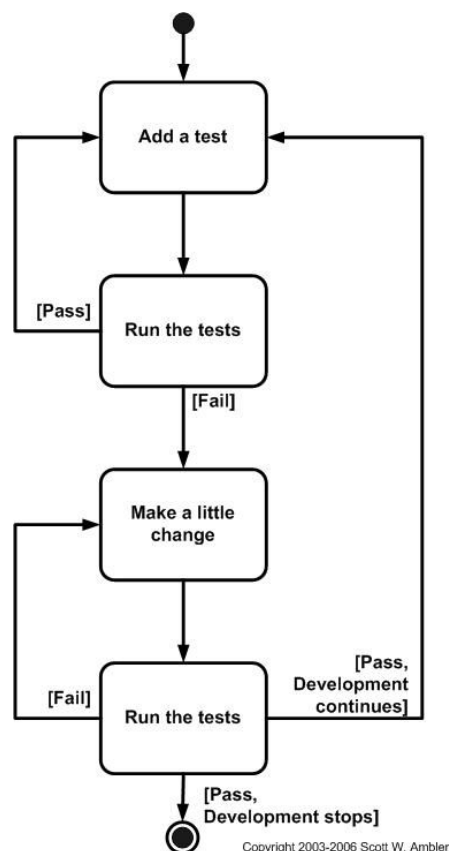 Add a test
[Pass]
Run the tests
[Fail]
Make a little
change
[Pass,
Development
continues]
[Fail]
Run the tests
[Pass,
Development stops]
Copyright 2003-2006 Scott W. Ambler